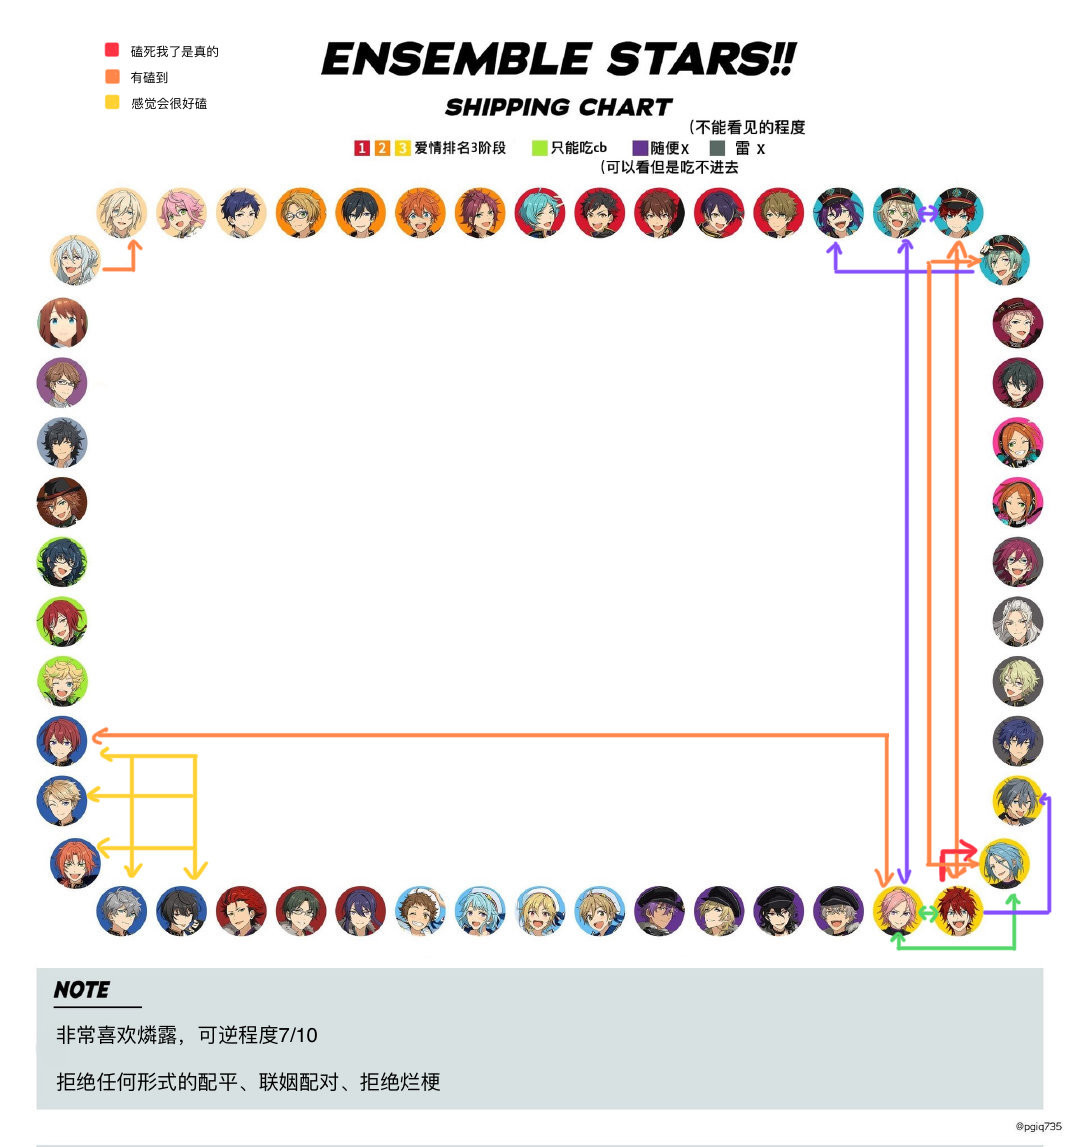 磕死我了是真的
有磕到
感觉会很好磕
ENSEMBLE STARS!!
SHIPPING CHART
(不能看见的程度
1 2 3 爱情排名3阶段 只能吃cb 随便X 雷 X
(可以看但是吃不进去
NOTE
非常喜欢燐露，可逆程度7/10
拒绝任何形式的配平、联姻配对、拒绝烂梗
@pgiq735